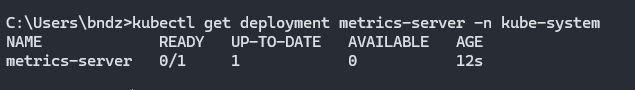 C:\Users\bndz>kubectl get deployment metrics-server -n kube-system
NAME             READY   UP-TO-DATE   AVAILABLE   AGE
metrics-server   0/1     1            0           12s